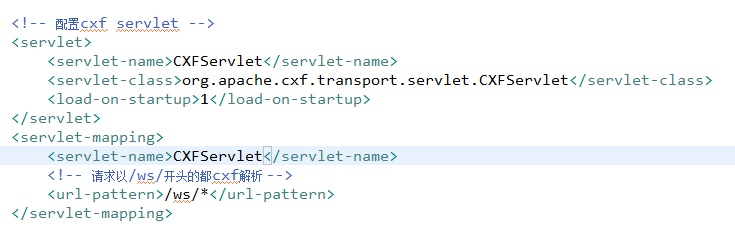 <!-- 配置cxf servlet -->
<servlet>
    <servlet-name>CXFServlet</servlet-name>
    <servlet-class>org.apache.cxf.transport.servlet.CXFServlet</servlet-class>
    <load-on-startup>1</load-on-startup>
</servlet>
<servlet-mapping>
    <servlet-name>CXFServlet</servlet-name>
    <!-- 请求以/ws/开头的都cxf解析 -->
    <url-pattern>/ws/*</url-pattern>
</servlet-mapping>